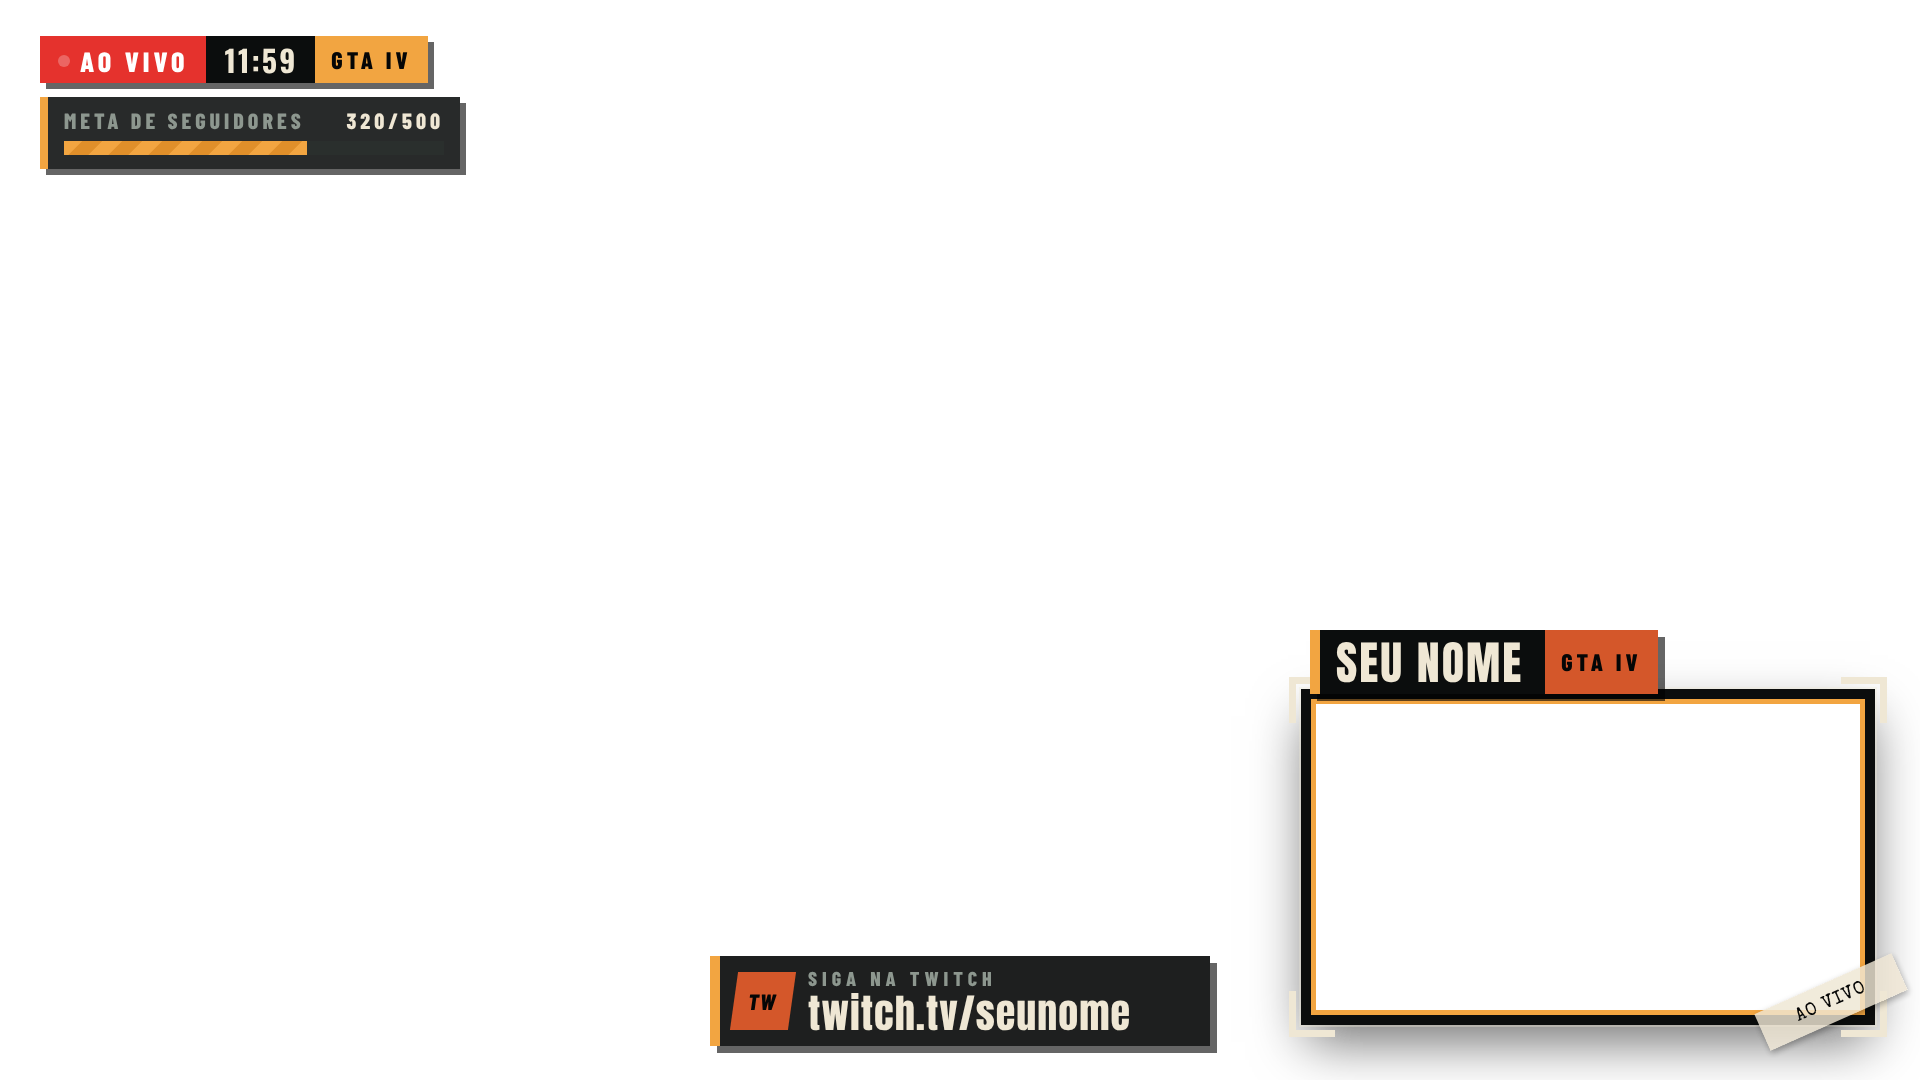 AO VIVO 11:59 GTA IV
META DE SEGUIDORES 320/500
SEU NOME GTA IV
TW
SIGA NA TWITCH
twitch.tv/seunome
AO VIVO